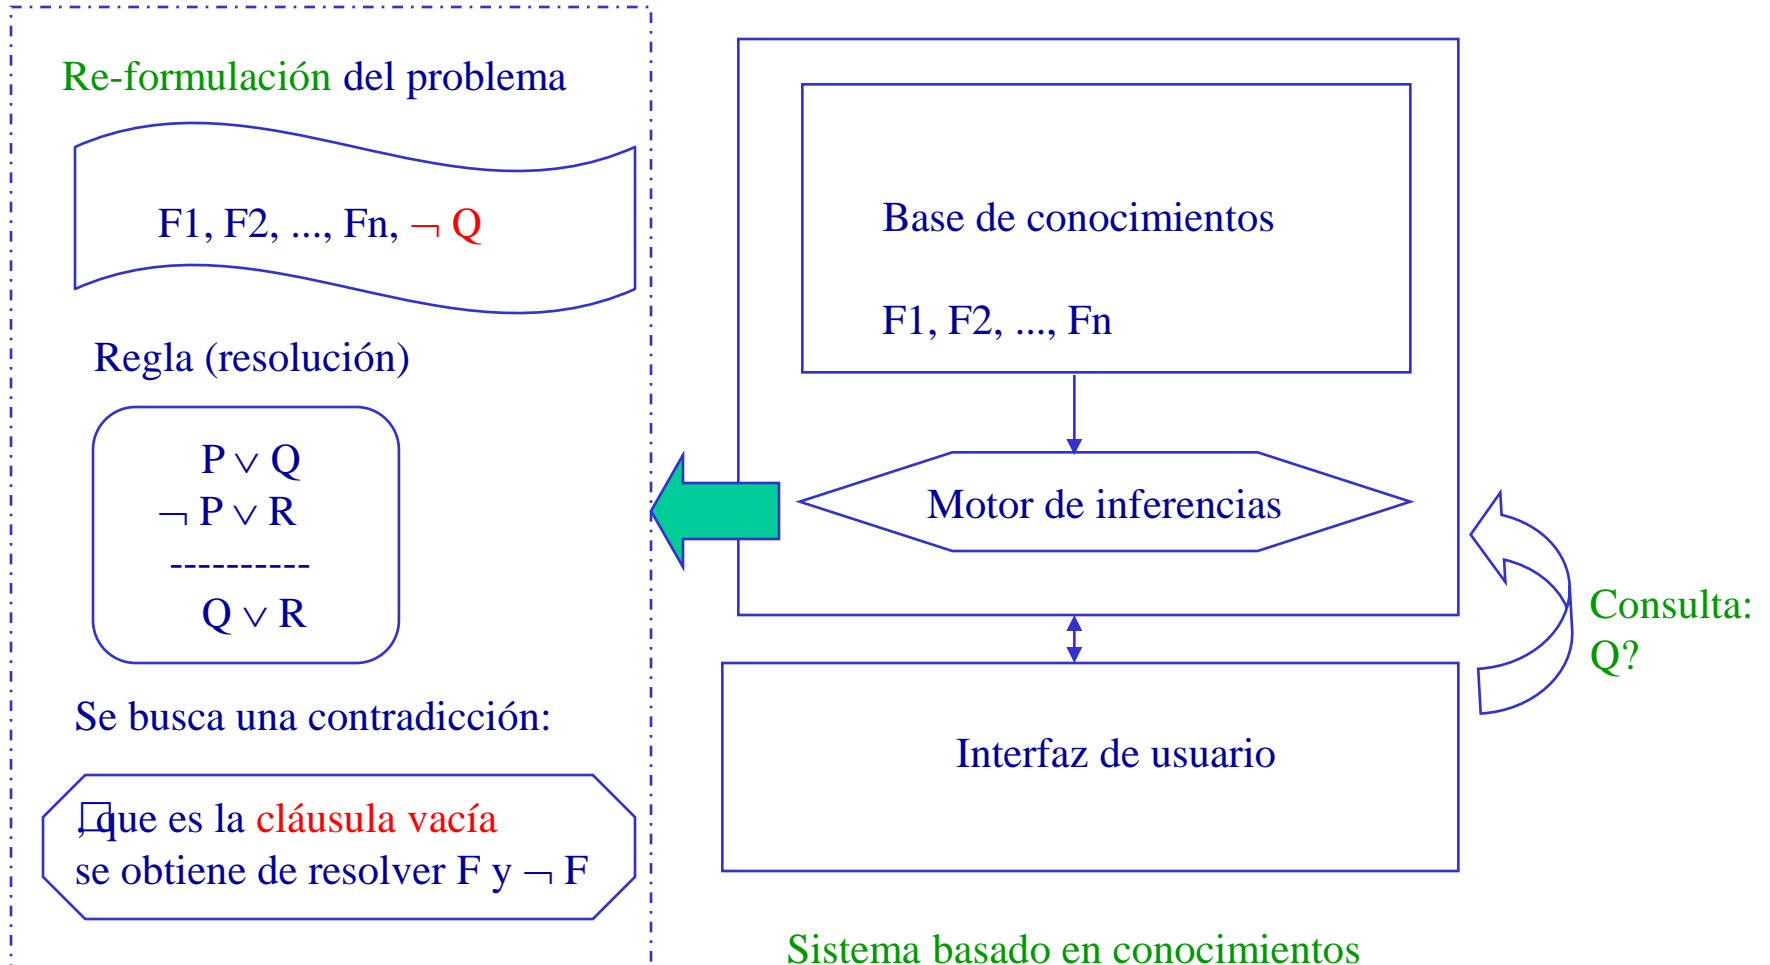 Re-formulación del problema
F1, F2, ..., Fn, ¬ Q
Regla (resolución)
P ∨ Q
¬ P ∨ R
----------
Q ∨ R
Se busca una contradicción:
□, que es la cláusula vacía
se obtiene de resolver F y ¬ F
Base de conocimientos
F1, F2, ..., Fn
Motor de inferencias
Consulta:
Q?
Interfaz de usuario
Sistema basado en conocimientos